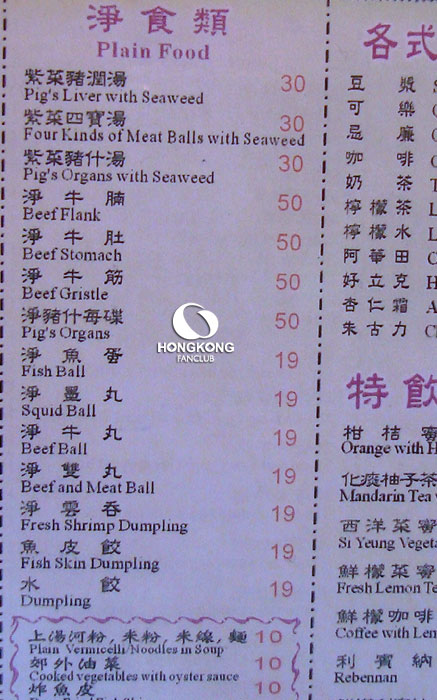 淨食類
Plain Food
紫菜豬潤湯
Pig's Liver with Seaweed 30
紫菜四寶湯
Four Kinds of Meat Balls with Seaweed 30
紫菜豬什湯
Pig's Organs with Seaweed 30
淨牛腩
Beef Flank 50
淨牛肚
Beef Stomach 50
淨牛筋
Beef Gristle 50
淨豬什每碟
Pig's Organs 50
淨魚蛋
Fish Ball 19
淨墨丸
Squid Ball 19
淨牛丸
Beef Ball 19
淨雙丸
Beef and Meat Ball 19
淨雲吞
Fresh Shrimp Dumpling 19
魚皮餃
Fish Skin Dumpling 19
水餃
Dumpling 19
上湯河粉，米粉，米線，麵 10
Plain Vermicelli/Noodles in Soup
郊外油菜 10
Cooked vegetables with oyster sauce
炸魚皮 10
HONGKONG
FANCLUB
各式
豆漿
可樂
忌廉
咖啡
奶茶
檸檬茶
檸檬水
阿華田
好立克
杏仁霜
朱古力
特飲
柑桔蜜
Orange with H
化痰柚子茶
Mandarin Tea
西洋菜蜜
Si Yeung Vegeta
鮮檸菜蜜
Fresh Lemon Te
鮮檸咖啡
Coffee with Len
利賓納
Rebennan